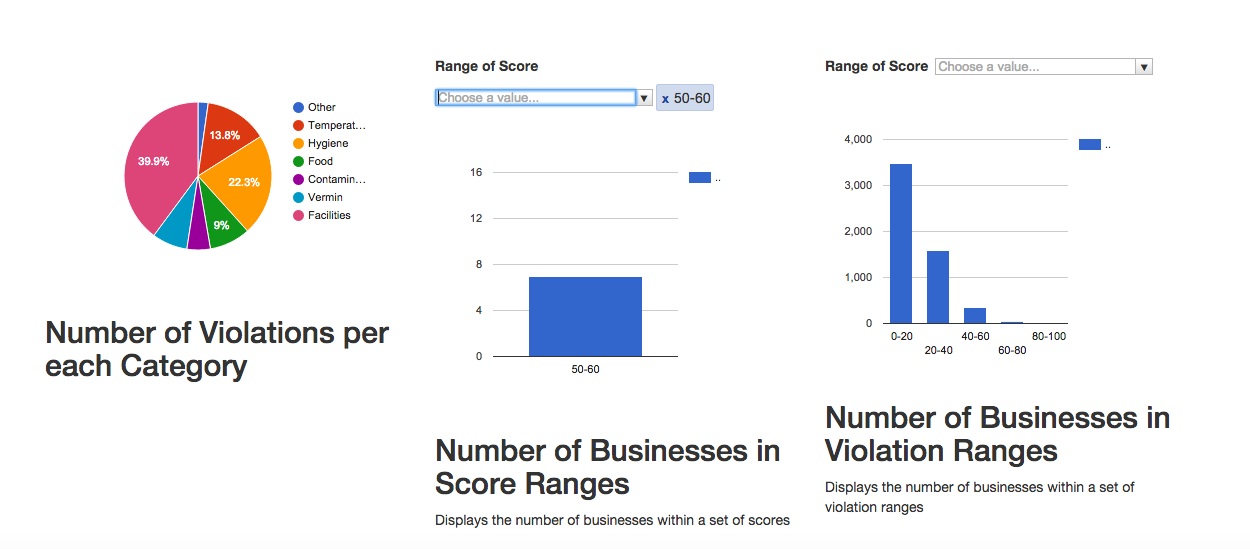 13.8%
39.9%
22.3%
9%
Other
Temperat...
Hygiene
Food
Contamin...
Vermin
Facilities
Number of Violations per
each Category
Range of Score
Choose a value...
x 50-60
16
12
8
4
0
..
50-60
Number of Businesses in
Score Ranges
Displays the number of businesses within a set of scores
Range of Score Choose a value...
4,000
3,000
2,000
1,000
0
..
0-20
20-40
40-60
60-80
80-100
Number of Businesses in
Violation Ranges
Displays the number of businesses within a set of
violation ranges